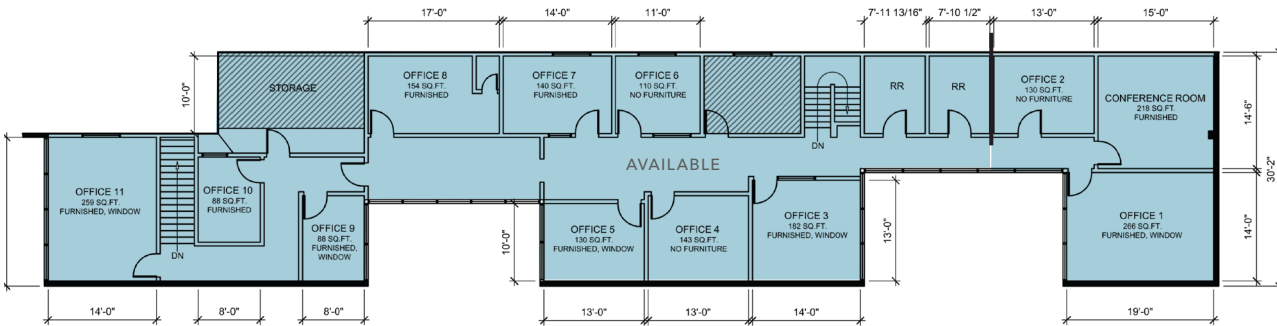 17'-0"
14'-0"
11'-0"
7'-11 13/16"
7'-10 1/2"
13'-0"
15'-0"
10'-0"
STORAGE
OFFICE 8
154 SQ.FT.
FURNISHED
OFFICE 7
140 SQ.FT.
FURNISHED
OFFICE 6
110 SQ.FT.
NO FURNITURE
DN
RR
RR
OFFICE 2
130 SQ.FT.
NO FURNITURE
CONFERENCE ROOM
218 SQ.FT.
FURNISHED
14'-6"
30'-2"
AVAILABLE
OFFICE 11
259 SQ.FT.
FURNISHED, WINDOW
DN
OFFICE 10
88 SQ.FT.
FURNISHED
OFFICE 9
88 SQ.FT.
FURNISHED,
WINDOW
10'-0"
OFFICE 5
130 SQ.FT.
FURNISHED, WINDOW
OFFICE 4
143 SQ.FT.
NO FURNITURE
OFFICE 3
182 SQ.FT.
FURNISHED, WINDOW
13'-0"
OFFICE 1
266 SQ.FT.
FURNISHED, WINDOW
14'-0"
14'-0"
8'-0"
8'-0"
13'-0"
13'-0"
14'-0"
19'-0"